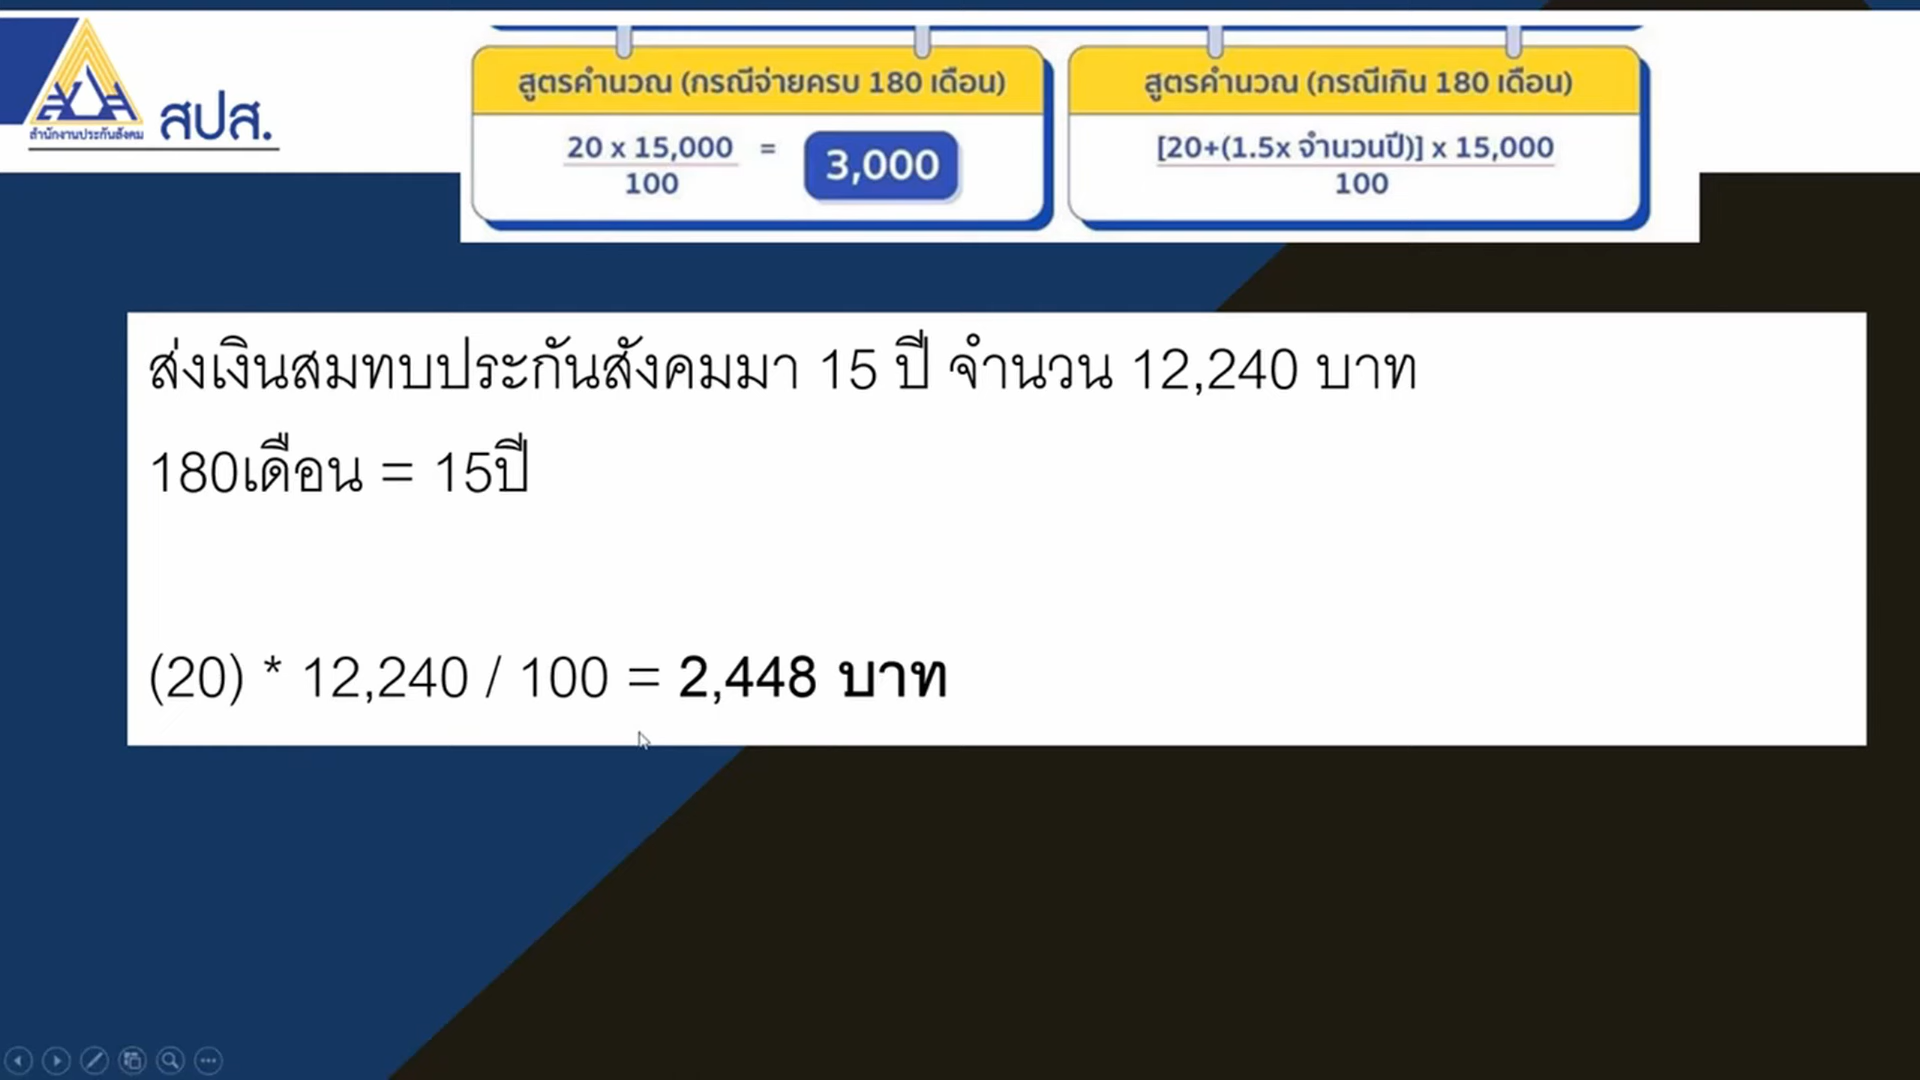 สปส.
สำนักงานประกันสังคม
สูตรคำนวณ (กรณีจ่ายครบ 180 เดือน)
20 x 15,000
100
= 3,000
สูตรคำนวณ (กรณีเกิน 180 เดือน)
[20+(1.5x จำนวนปี)] x 15,000
100
ส่งเงินสมทบประกันสังคมมา 15 ปี จำนวน 12,240 บาท
180เดือน = 15ปี
(20) * 12,240 / 100 = 2,448 บาท